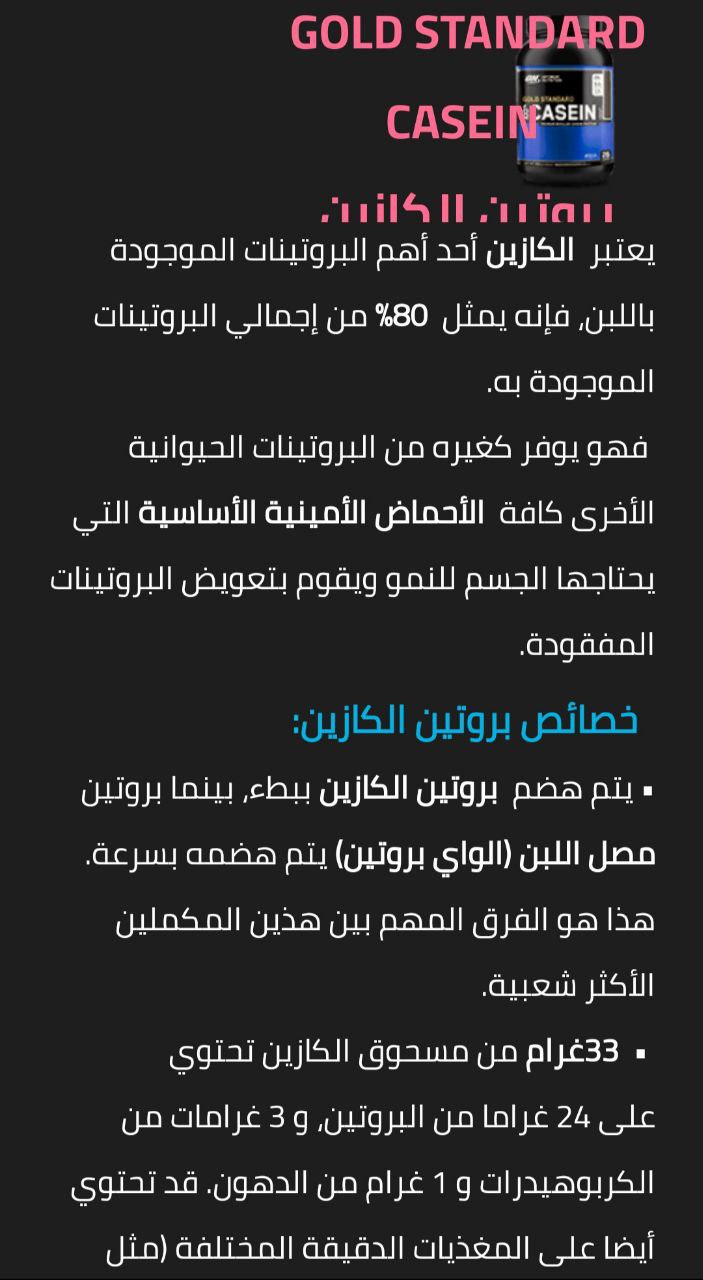 GOLD STANDARD
CASEIN
GOLD STANDARD
CASEIN
بروتين الكازين
يعتبر الكازين أحد أهم البروتينات الموجودة
باللبن, فإنه يمثل 80% من إجمالي البروتينات
الموجودة به.
فهو يوفر كغيره من البروتينات الحيوانية
الأخرى كافة الأحماض الأمينية الأساسية التي
يحتاجها الجسم للنمو ويقوم بتعويض البروتينات
المفقودة.
خصائص بروتين الكازين:
▪ يتم هضم بروتين الكازين ببطء, بينما بروتين
مصل اللبن (الواي بروتين) يتم هضمه بسرعة.
هذا هو الفرق المهم بين هذين المكملين
الأكثر شعبية.
▪ 33غرام من مسحوق الكازين تحتوي
على 24 غراما من البروتين, و 3 غرامات من
الكربوهيدرات و 1 غرام من الدهون. قد تحتوي
أيضا على المغذيات الدقيقة المختلفة (مثل